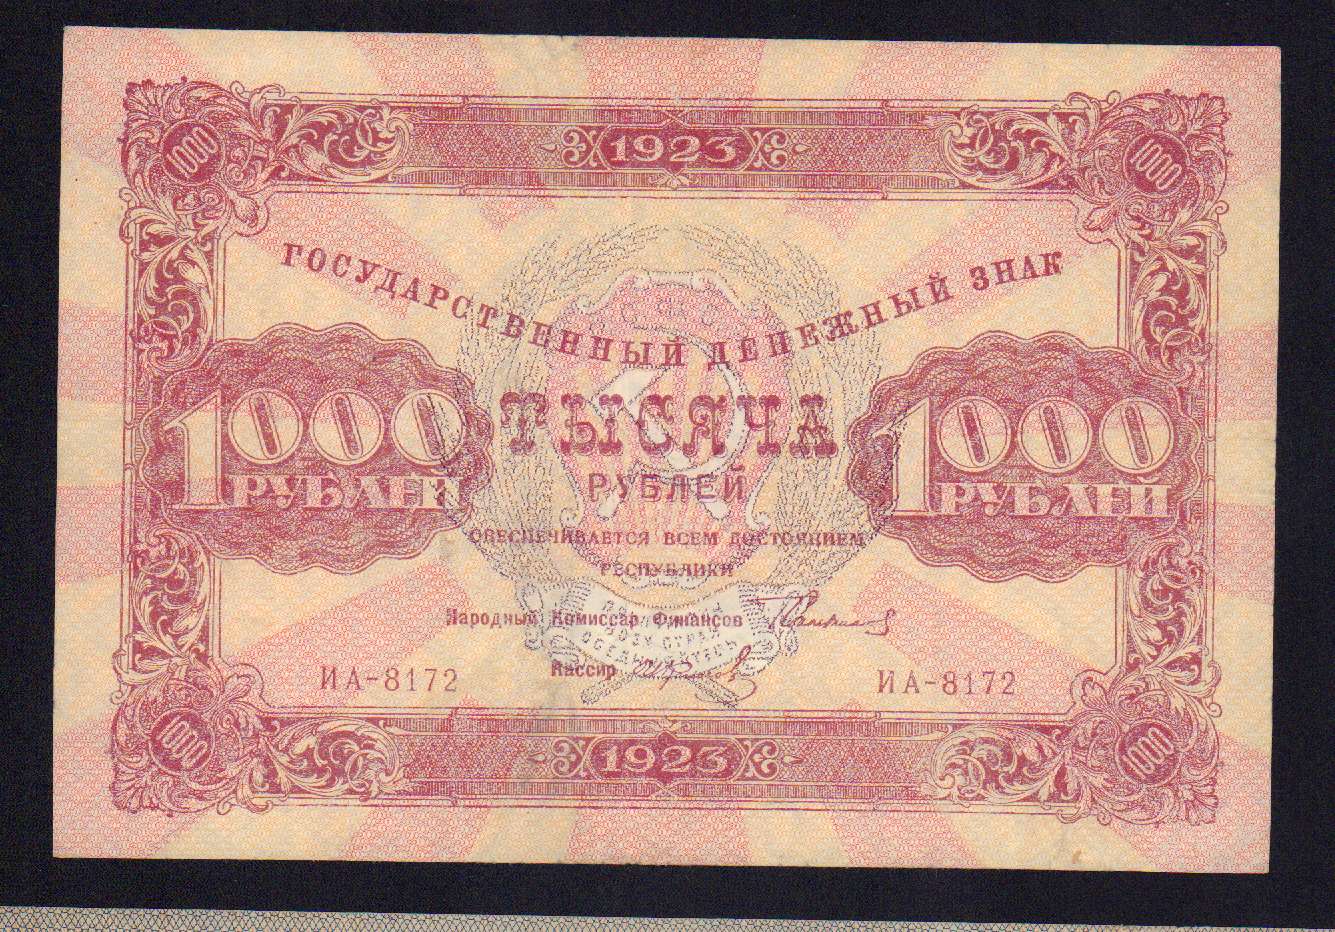 1923
1000 1000
ГОСУДАРСТВЕННЫЙ ДЕНЕЖНЫЙ ЗНАК
1000 РУБЛЕЙ
ТЫСЯЧА
РУБЛЕЙ
1000 РУБЛЕЙ
ОБЕСПЕЧИВАЕТСЯ ВСЕМ ДОСТОЯНИЕМ
РЕСПУБЛИКИ
Народный Комиссар Финансов
Кассир
ИА-8172 ИА-8172
1000 1000
1923